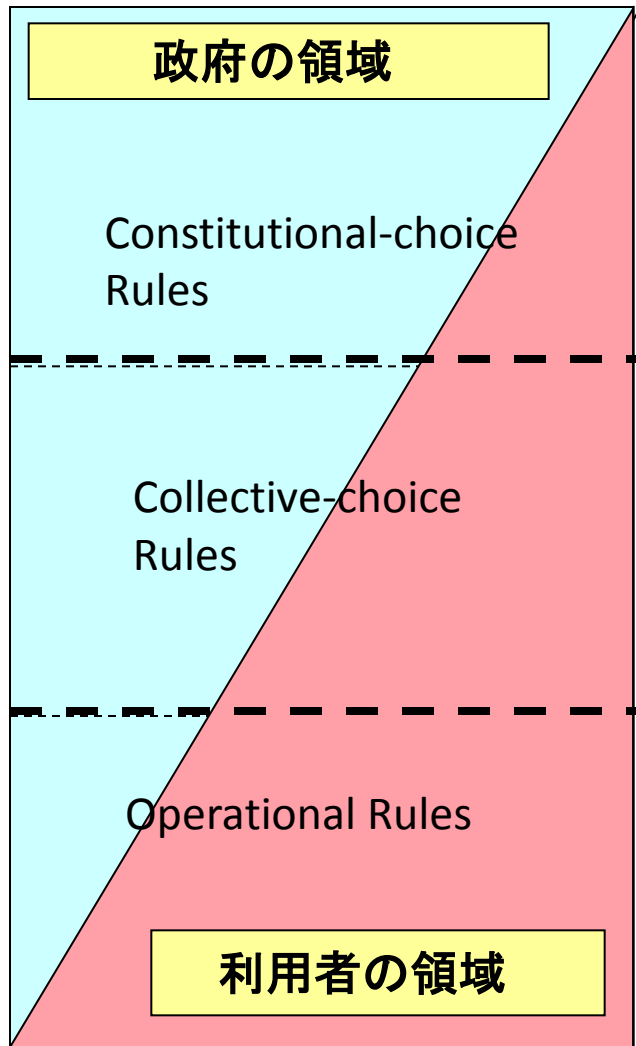 政府の領域
Constitutional-choice
Rules
Collective-choice
Rules
Operational Rules
利用者の領域